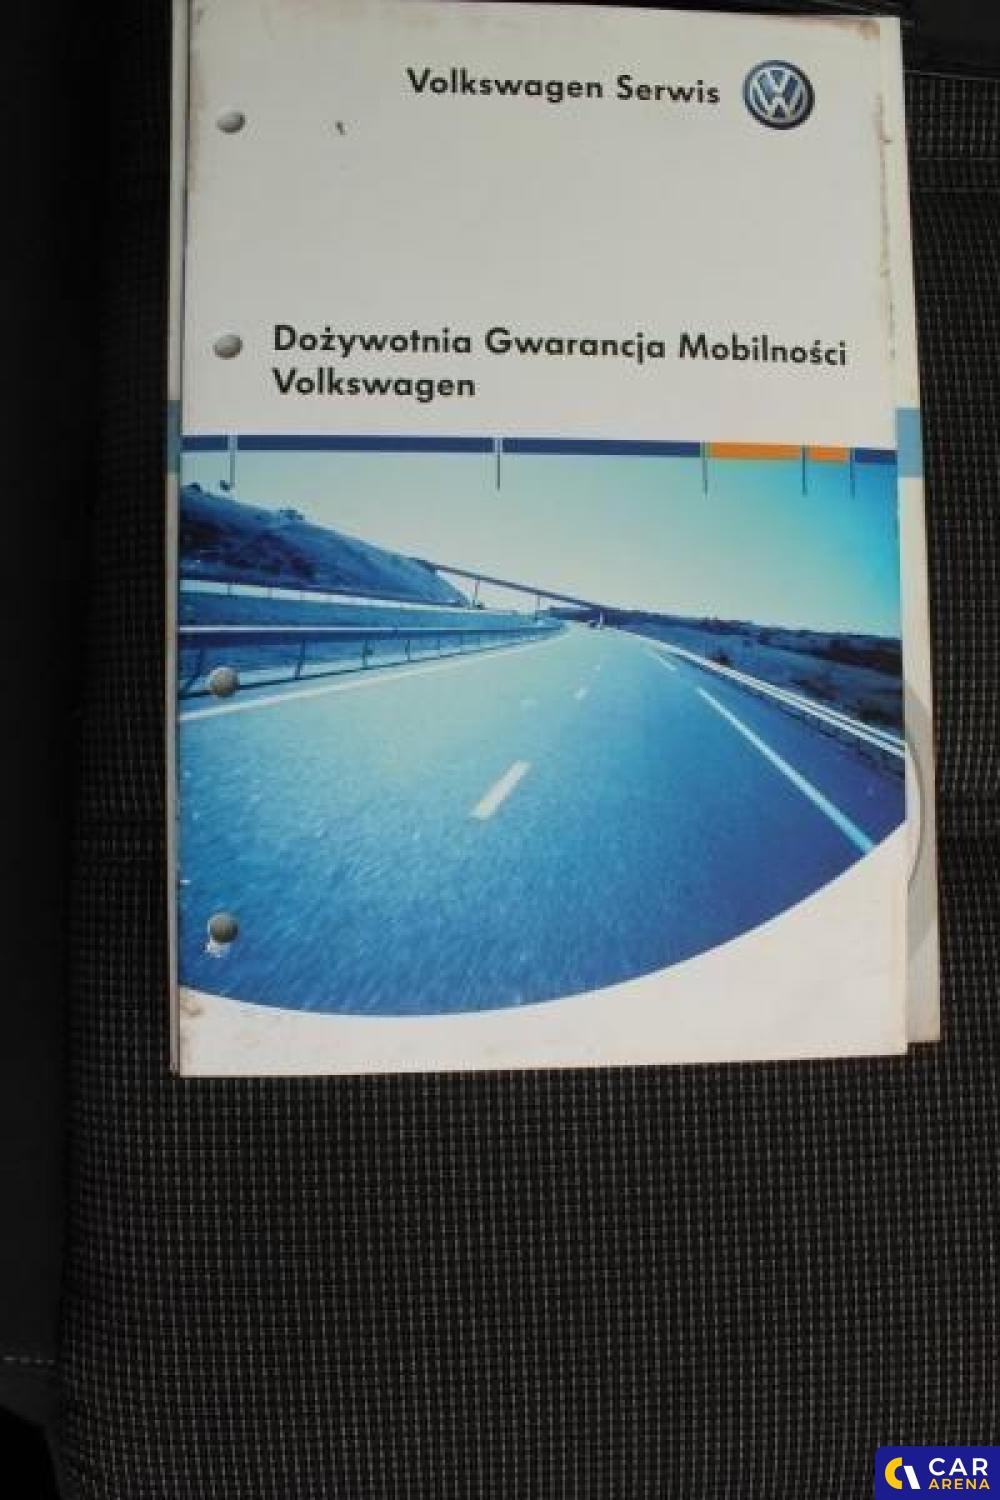 Volkswagen Serwis
Dożywotnia Gwarancja Mobilności
Volkswagen
CAR
ARENA